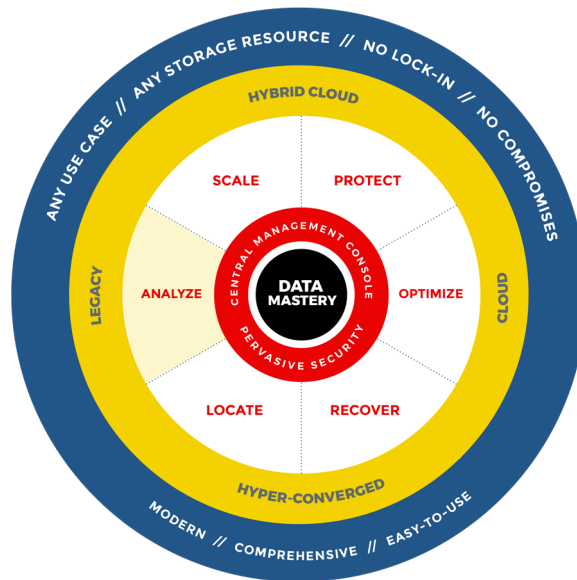 ANY USE CASE // ANY STORAGE RESOURCE // NO LOCK-IN // NO COMPROMISES
HYBRID CLOUD
SCALE
PROTECT
CENTRAL MANAGEMENT CONSOLE
LEGACY
ANALYZE
DATA
MASTERY
OPTIMIZE
CLOUD
PERVASIVE SECURITY
LOCATE
RECOVER
HYPER-CONVERGED
MODERN // COMPREHENSIVE // EASY-TO-USE